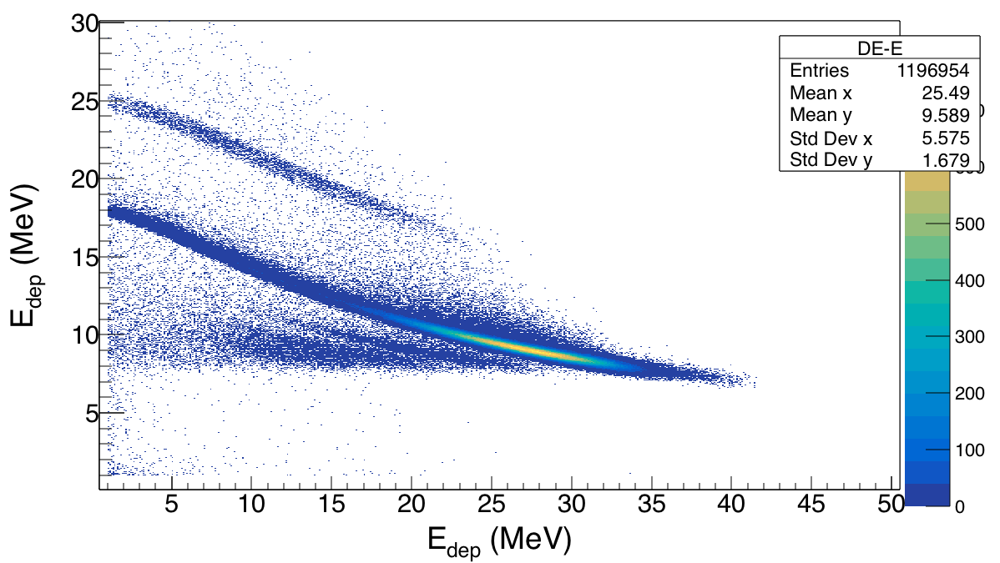 DE-E
Entries 1196954
Mean x 25.49
Mean y 9.589
Std Dev x 5.575
Std Dev y 1.679
30
25
20
15
10
5
E_dep (MeV)
5 10 15 20 25 30 35 40 45 50
E_dep (MeV)
500
400
300
200
100
0